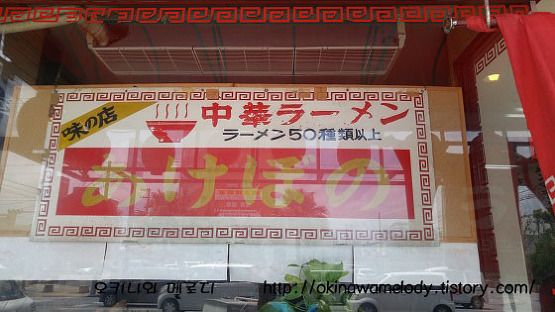 味の店
中華ラーメン
ラーメン50種類以上
あけぼの
오키나와 메로디
http://okinawamelody.tistory.com/